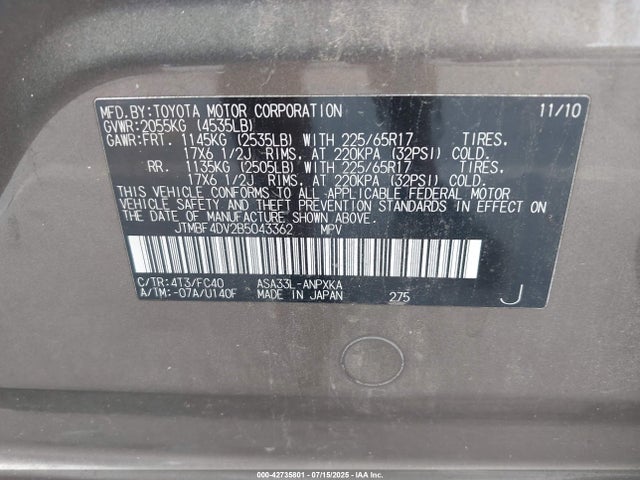 MFD.BY:TOYOTA MOTOR CORPORATION 11/10
GVWR:2055KG (4535LB)
GAWR:FRT. 1145KG (2535LB) WITH 225/65R17 TIRES,
17X6 1/2J RIMS, AT 220KPA (32PSI) COLD.
RR. 1135KG (2505LB) WITH 225/65R17 TIRES,
17X6 1/2J RIMS, AT 220KPA (32PSI) COLD.
THIS VEHICLE CONFORMS TO ALL APPLICABLE FEDERAL MOTOR
VEHICLE SAFETY AND THEFT PREVENTION STANDARDS IN EFFECT ON
THE DATE OF MANUFACTURE SHOWN ABOVE.
JTMBF4DV2B5043362 MPV
C/TR:4T3/FC40 ASA33L-ANPXKA
A/TM:-07A/U140F MADE IN JAPAN 275 J
000-42735801 - 07/15/2025 - IAA Inc.